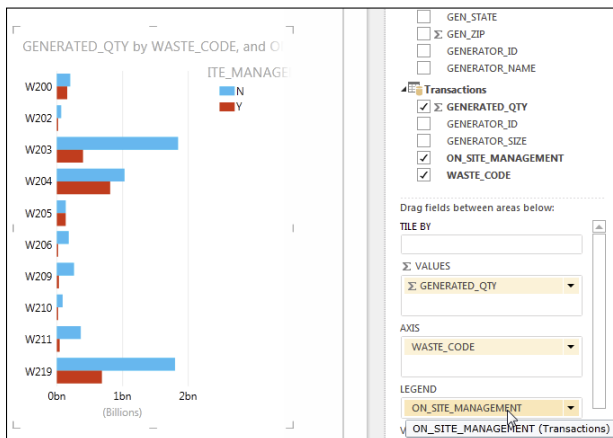 GENERATED_QTY by WASTE_CODE, and O
ITE_MANAGE
N
Y
W200
W202
W203
W204
W205
W206
W209
W210
W211
W219
0bn 1bn 2bn
(Billions)
GEN_STATE
Σ GEN_ZIP
GENERATOR_ID
GENERATOR_NAME
Transactions
Σ GENERATED_QTY
GENERATOR_ID
GENERATOR_SIZE
ON_SITE_MANAGEMENT
WASTE_CODE
Drag fields between areas below:
TILE BY
Σ VALUES
Σ GENERATED_QTY
AXIS
WASTE_CODE
LEGEND
ON_SITE_MANAGEMENT
V
ON_SITE_MANAGEMENT (Transactions)